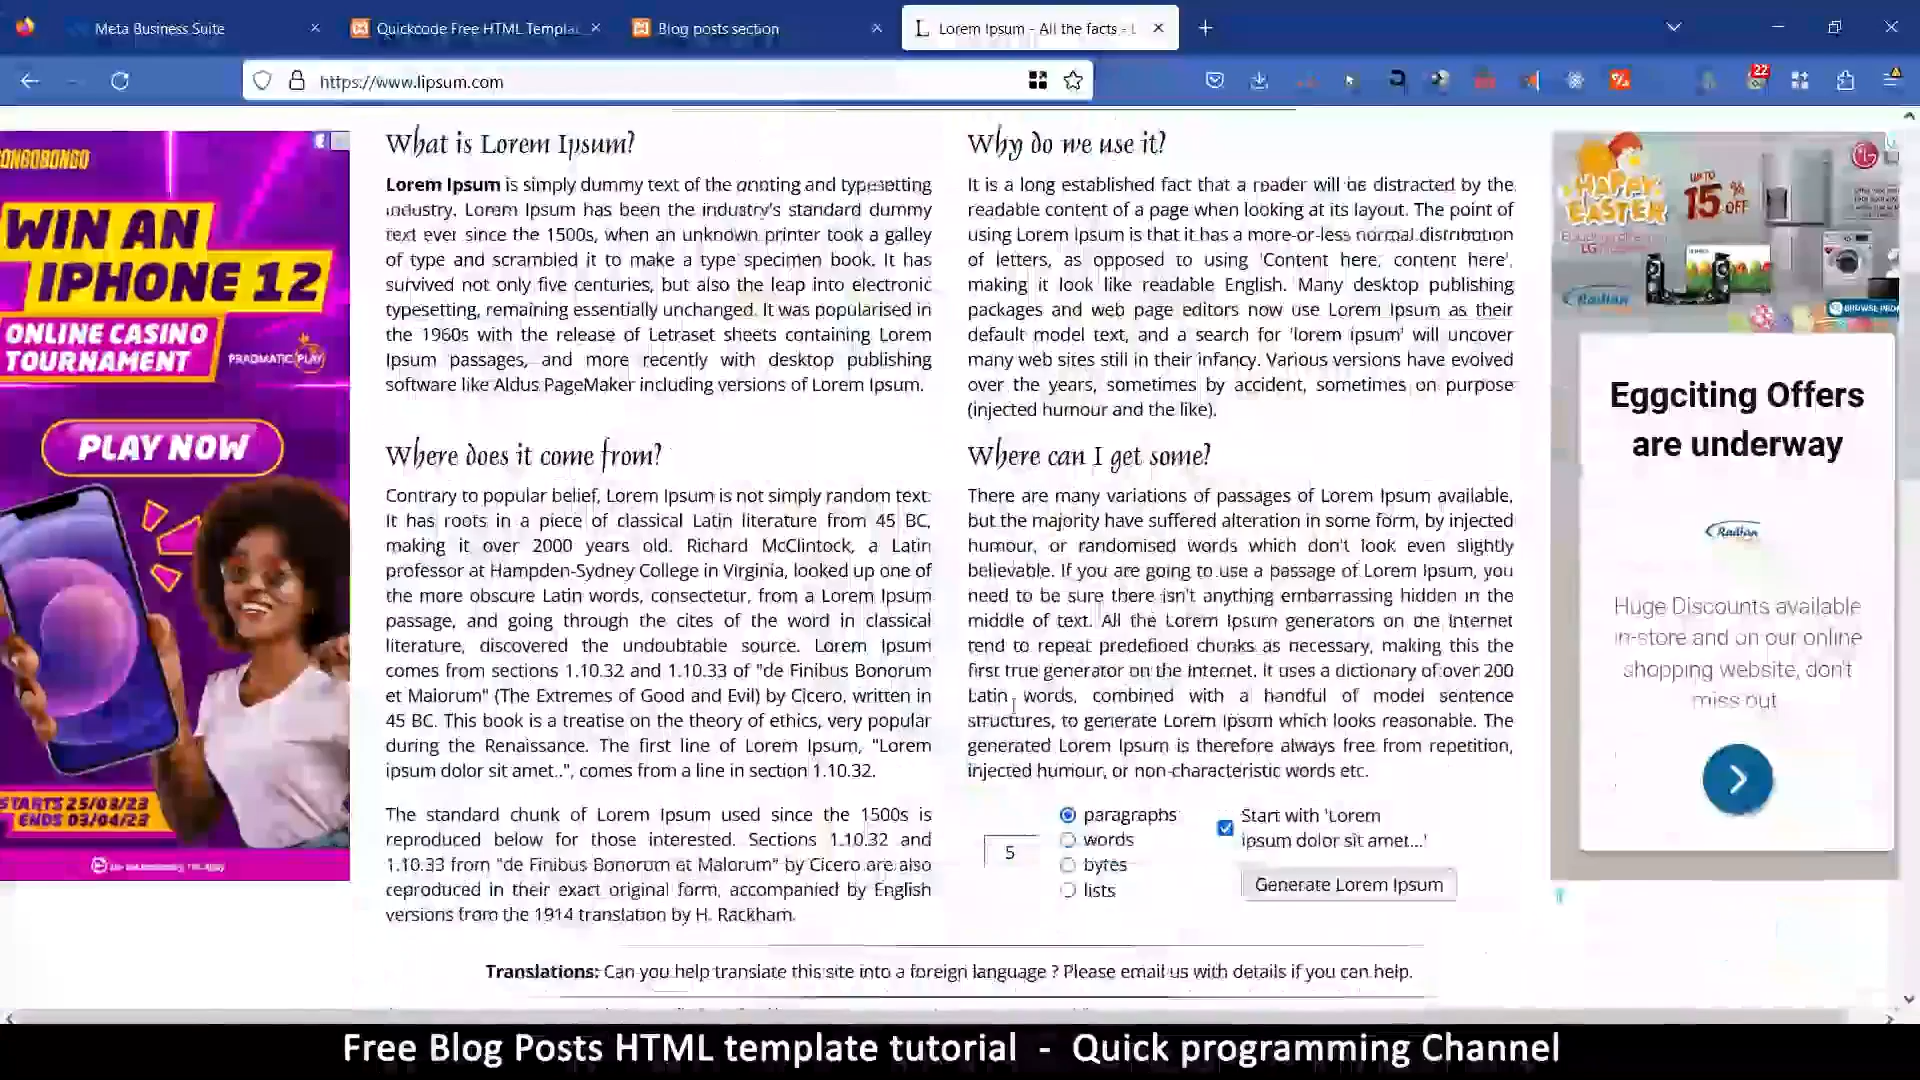 Meta Business Suite
Quickcode Free HTML Templat
Blog posts section
Lorem Ipsum - All the facts - L
https://www.lipsum.com
22
What is Lorem Ipsum?
Lorem Ipsum is simply dummy text of the printing and typesetting
industry. Lorem Ipsum has been the industry's standard dummy
text ever since the 1500s, when an unknown printer took a galley
of type and scrambled it to make a type specimen book. It has
survived not only five centuries, but also the leap into electronic
typesetting, remaining essentially unchanged. It was popularised in
the 1960s with the release of Letraset sheets containing Lorem
Ipsum passages, and more recently with desktop publishing
software like Aldus PageMaker including versions of Lorem Ipsum.
Why do we use it?
It is a long established fact that a reader will be distracted by the
readable content of a page when looking at its layout. The point of
using Lorem Ipsum is that it has a more-or-less normal distribution
of letters, as opposed to using 'Content here, content here',
making it look like readable English. Many desktop publishing
packages and web page editors now use Lorem Ipsum as their
default model text, and a search for 'lorem ipsum' will uncover
many web sites still in their infancy. Various versions have evolved
over the years, sometimes by accident, sometimes on purpose
(injected humour and the like).
Where does it come from?
Contrary to popular belief, Lorem Ipsum is not simply random text.
It has roots in a piece of classical Latin literature from 45 BC,
making it over 2000 years old. Richard McClintock, a Latin
professor at Hampden-Sydney College in Virginia, looked up one of
the more obscure Latin words, consectetur, from a Lorem Ipsum
passage, and going through the cites of the word in classical
literature, discovered the undoubtable source. Lorem Ipsum
comes from sections 1.10.32 and 1.10.33 of "de Finibus Bonorum
et Malorum" (The Extremes of Good and Evil) by Cicero, written in
45 BC. This book is a treatise on the theory of ethics, very popular
during the Renaissance. The first line of Lorem Ipsum, "Lorem
ipsum dolor sit amet..", comes from a line in section 1.10.32.
The standard chunk of Lorem Ipsum used since the 1500s is
reproduced below for those interested. Sections 1.10.32 and
1.10.33 from "de Finibus Bonorum et Malorum" by Cicero are also
reproduced in their exact original form, accompanied by English
versions from the 1914 translation by H. Rackham.
Where can I get some?
There are many variations of passages of Lorem Ipsum available,
but the majority have suffered alteration in some form, by injected
humour, or randomised words which don't look even slightly
believable. If you are going to use a passage of Lorem Ipsum, you
need to be sure there isn't anything embarrassing hidden in the
middle of text. All the Lorem Ipsum generators on the Internet
tend to repeat predefined chunks as necessary, making this the
first true generator on the Internet. It uses a dictionary of over 200
Latin words, combined with a handful of model sentence
structures, to generate Lorem Ipsum which looks reasonable. The
generated Lorem Ipsum is therefore always free from repetition,
injected humour, or non-characteristic words etc.
5
paragraphs
words
bytes
lists
Start with 'Lorem
ipsum dolor sit amet...'
Generate Lorem Ipsum
Translations: Can you help translate this site into a foreign language ? Please email us with details if you can help.
ONGOBONGO
WIN AN
IPHONE 12
ONLINE CASINO
TOURNAMENT
PRAGMATIC PLAY
PLAY NOW
STARTS 25/03/23
ENDS 03/04/23
HAPPY
EASTER
UP TO
15% OFF
LG
Radian
BROWSE PRO
Eggciting Offers
are underway
Radian
Huge Discounts available
in-store and on our online
shopping website, don't
miss out
Free Blog Posts HTML template tutorial - Quick programming Channel